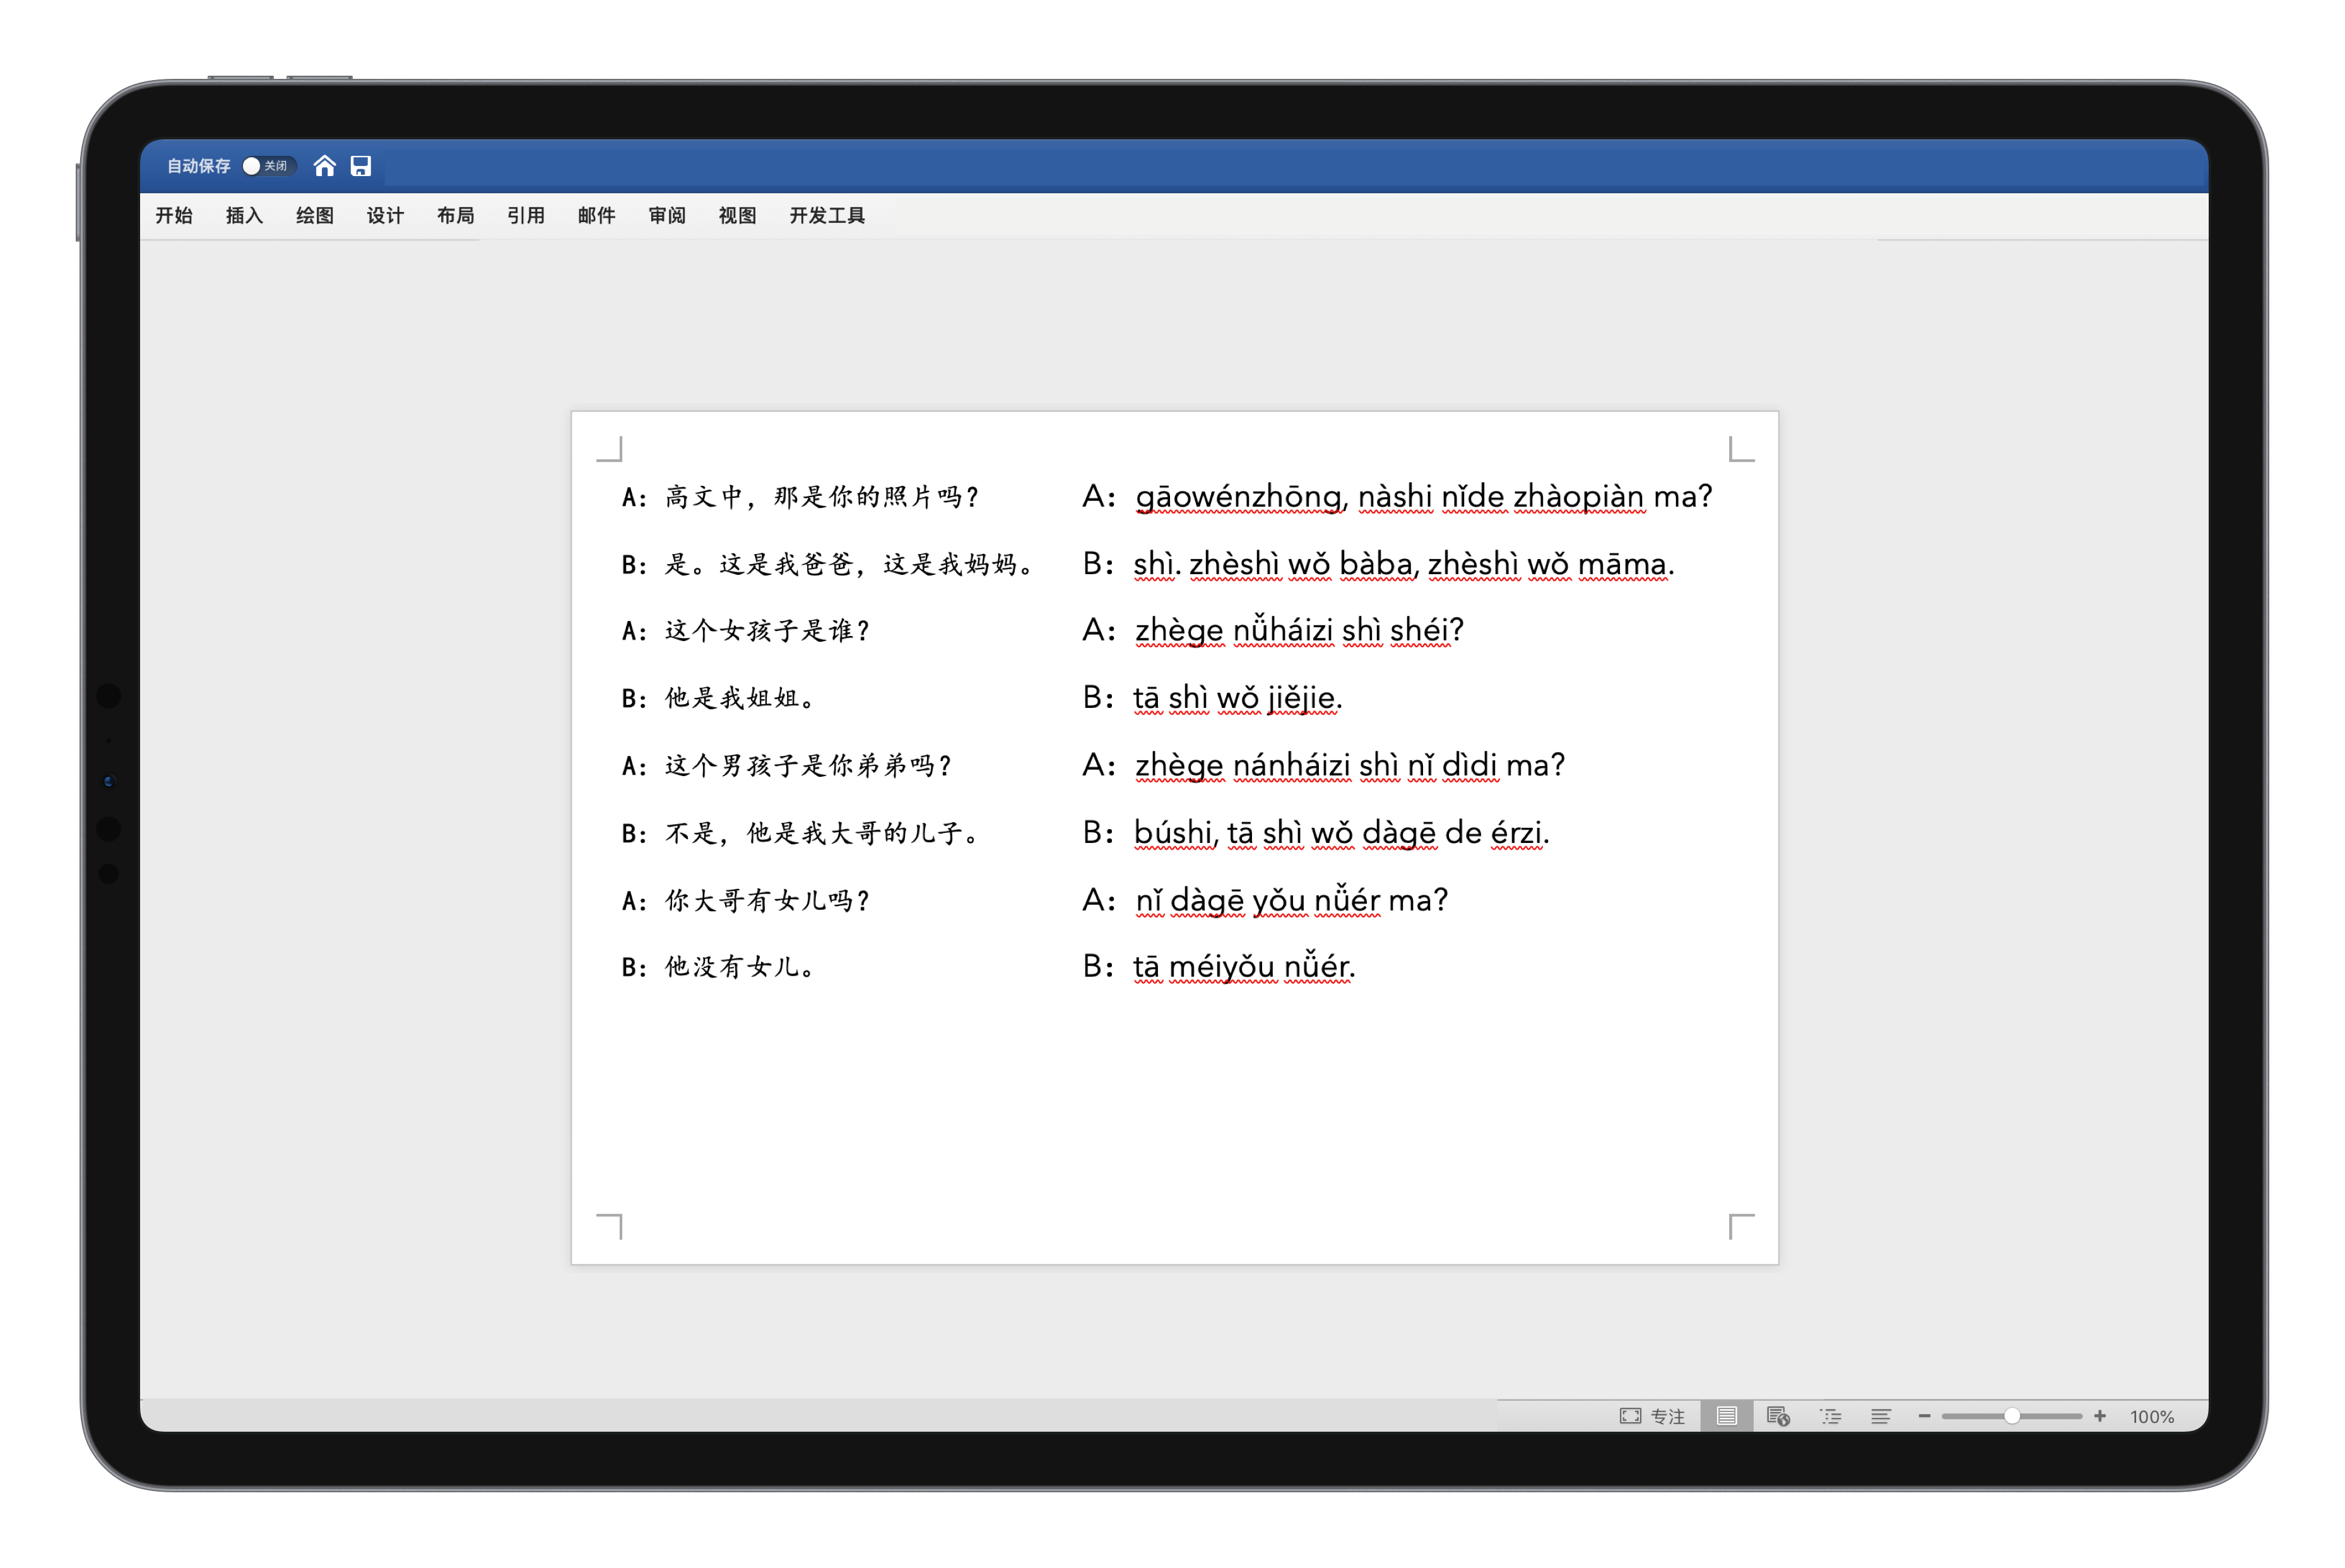 自动保存 关闭
开始 插入 绘图 设计 布局 引用 邮件 审阅 视图 开发工具
A：高文中，那是你的照片吗？
B：是。这是我爸爸，这是我妈妈。
A：这个女孩子是谁？
B：他是我姐姐。
A：这个男孩子是你弟弟吗？
B：不是，他是我大哥的儿子。
A：你大哥有女儿吗？
B：他没有女儿。
A：gāowénzhōng, nàshi nǐde zhàopiàn ma?
B：shì. zhèshì wǒ bàba, zhèshì wǒ māma.
A：zhège nǚháizi shì shéi?
B：tā shì wǒ jiějie.
A：zhège nánháizi shì nǐ dìdi ma?
B：búshi, tā shì wǒ dàgē de érzi.
A：nǐ dàgē yǒu nǚér ma?
B：tā méiyǒu nǚér.
专注 100%